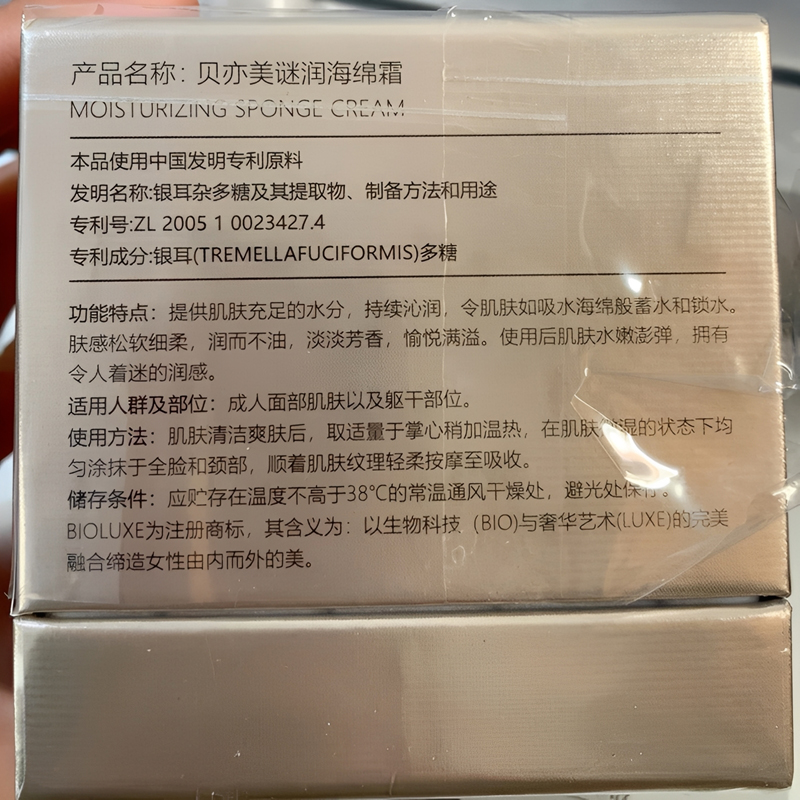 产品名称：贝亦美谜润海绵霜
MOISTURIZING SPONGE CREAM
本品使用中国发明专利原料
发明名称:银耳杂多糖及其提取物、制备方法和用途
专利号:ZL 2005 1 0023427.4
专利成分:银耳(TREMELLAFUCIFORMIS)多糖
功能特点：提供肌肤充足的水分，持续沁润，令肌肤如吸水海绵般蓄水和锁水。
肤感松软细柔，润而不油，淡淡芳香，愉悦满溢。使用后肌肤水嫩澎弹，拥有
令人着迷的润感。
适用人群及部位：成人面部肌肤以及躯干部位。
使用方法：肌肤清洁爽肤后，取适量于掌心稍加温热，在肌肤湿的状态下均
匀涂抹于全脸和颈部，顺着肌肤纹理轻柔按摩至吸收。
储存条件：应贮存在温度不高于38℃的常温通风干燥处，避光处保存。
BIOLUXE为注册商标，其含义为：以生物科技（BIO)与奢华艺术(LUXE)的完美
融合缔造女性由内而外的美。